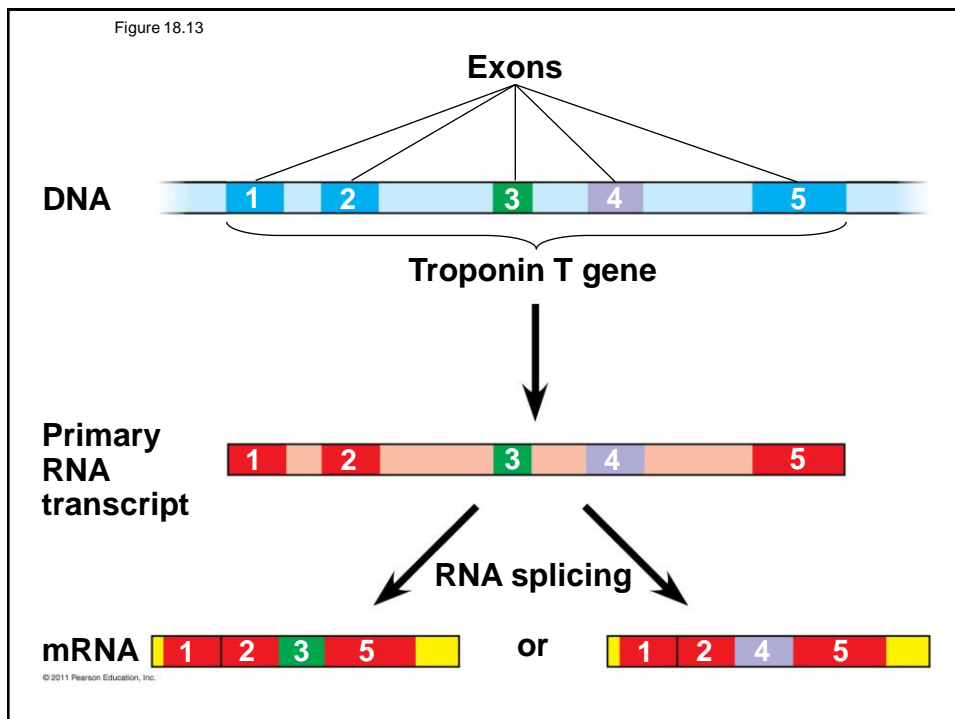 Figure 18.13
Exons
DNA
1 2 3 4 5
Troponin T gene
Primary
RNA
transcript
1 2 3 4 5
RNA splicing
mRNA 1 2 3 5 or 1 2 4 5
© 2011 Pearson Education, Inc.